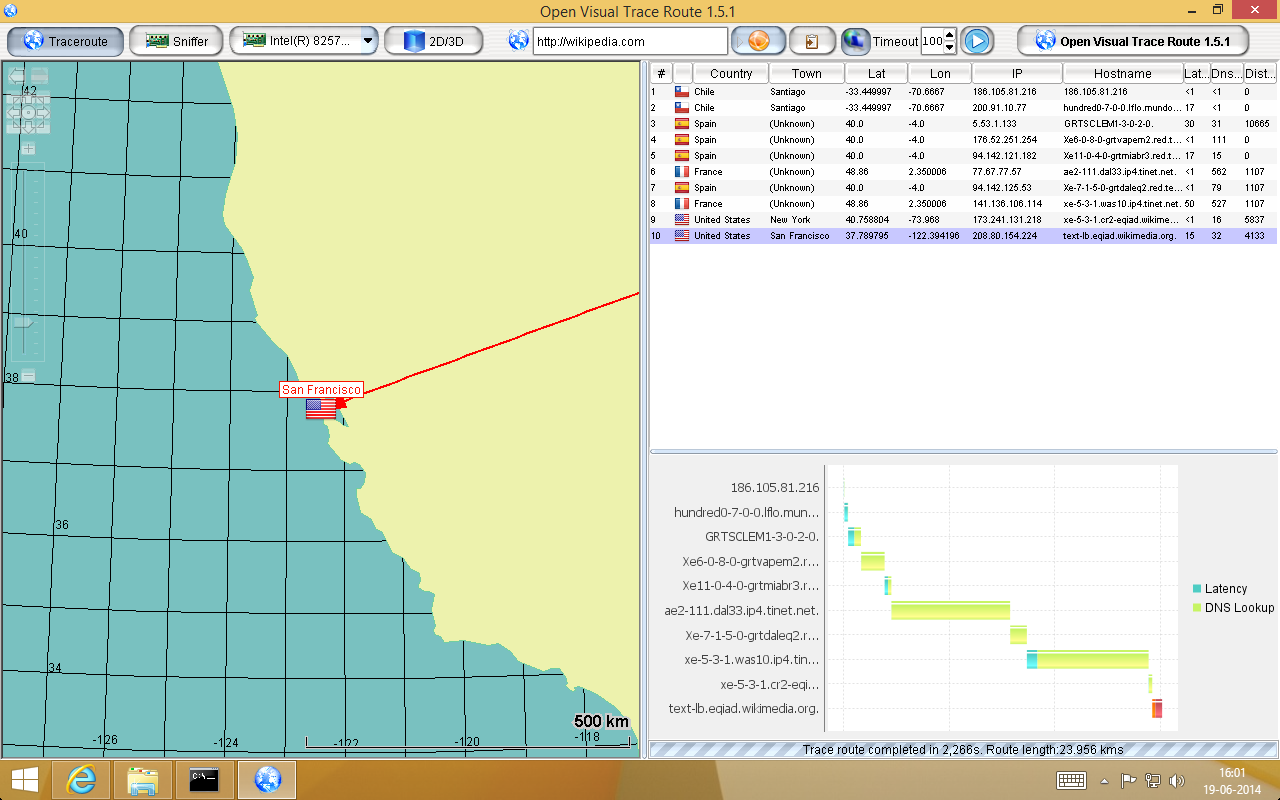 Open Visual Trace Route 1.5.1
Traceroute Sniffer Intel(R) 8257... 2D/3D http://wikipedia.com Timeout 100 Open Visual Trace Route 1.5.1
42
40
38
36
34
-126 -124 -122 -120 -118
San Francisco
500 km
# Country Town Lat Lon IP Hostname Lat... Dns... Dist...
1 Chile Santiago -33.449997 -70.6667 186.105.81.216 186.105.81.216 <1 <1 0
2 Chile Santiago -33.449997 -70.6667 200.91.10.77 hundred0-7-0-0.lflo.mundo... 17 <1 0
3 Spain (Unknown) 40.0 -4.0 5.53.1.133 GRTSCLEM1-3-0-2-0. 30 31 10665
4 Spain (Unknown) 40.0 -4.0 176.52.251.254 Xe6-0-8-0-grtvapem2.red.t... <1 111 0
5 Spain (Unknown) 40.0 -4.0 94.142.121.182 Xe11-0-4-0-grtmiabr3.red.t... 17 15 0
6 France (Unknown) 48.86 2.350006 77.67.77.57 ae2-111.dal33.ip4.tinet.net. <1 562 1107
7 Spain (Unknown) 40.0 -4.0 94.142.125.53 Xe-7-1-5-0-grtdaleq2.red.te... <1 79 1107
8 France (Unknown) 48.86 2.350006 141.136.106.114 xe-5-3-1.was10.ip4.tinet.net. 50 527 1107
9 United States New York 40.758804 -73.968 173.241.131.218 xe-5-3-1.cr2-eqiad.wikime... <1 16 5837
10 United States San Francisco 37.789795 -122.394196 208.80.154.224 text-lb.eqiad.wikimedia.org. 15 32 4133
186.105.81.216
hundred0-7-0-0.lflo.mun...
GRTSCLEM1-3-0-2-0.
Xe6-0-8-0-grtvapem2.r...
Xe11-0-4-0-grtmiabr3.r...
ae2-111.dal33.ip4.tinet.net.
Xe-7-1-5-0-grtdaleq2.r...
xe-5-3-1.was10.ip4.tin...
xe-5-3-1.cr2-eqi...
text-lb.eqiad.wikimedia.org.
Latency
DNS Lookup
Trace route completed in 2,266s. Route length:23.956 kms
C:\_
16:01
19-06-2014